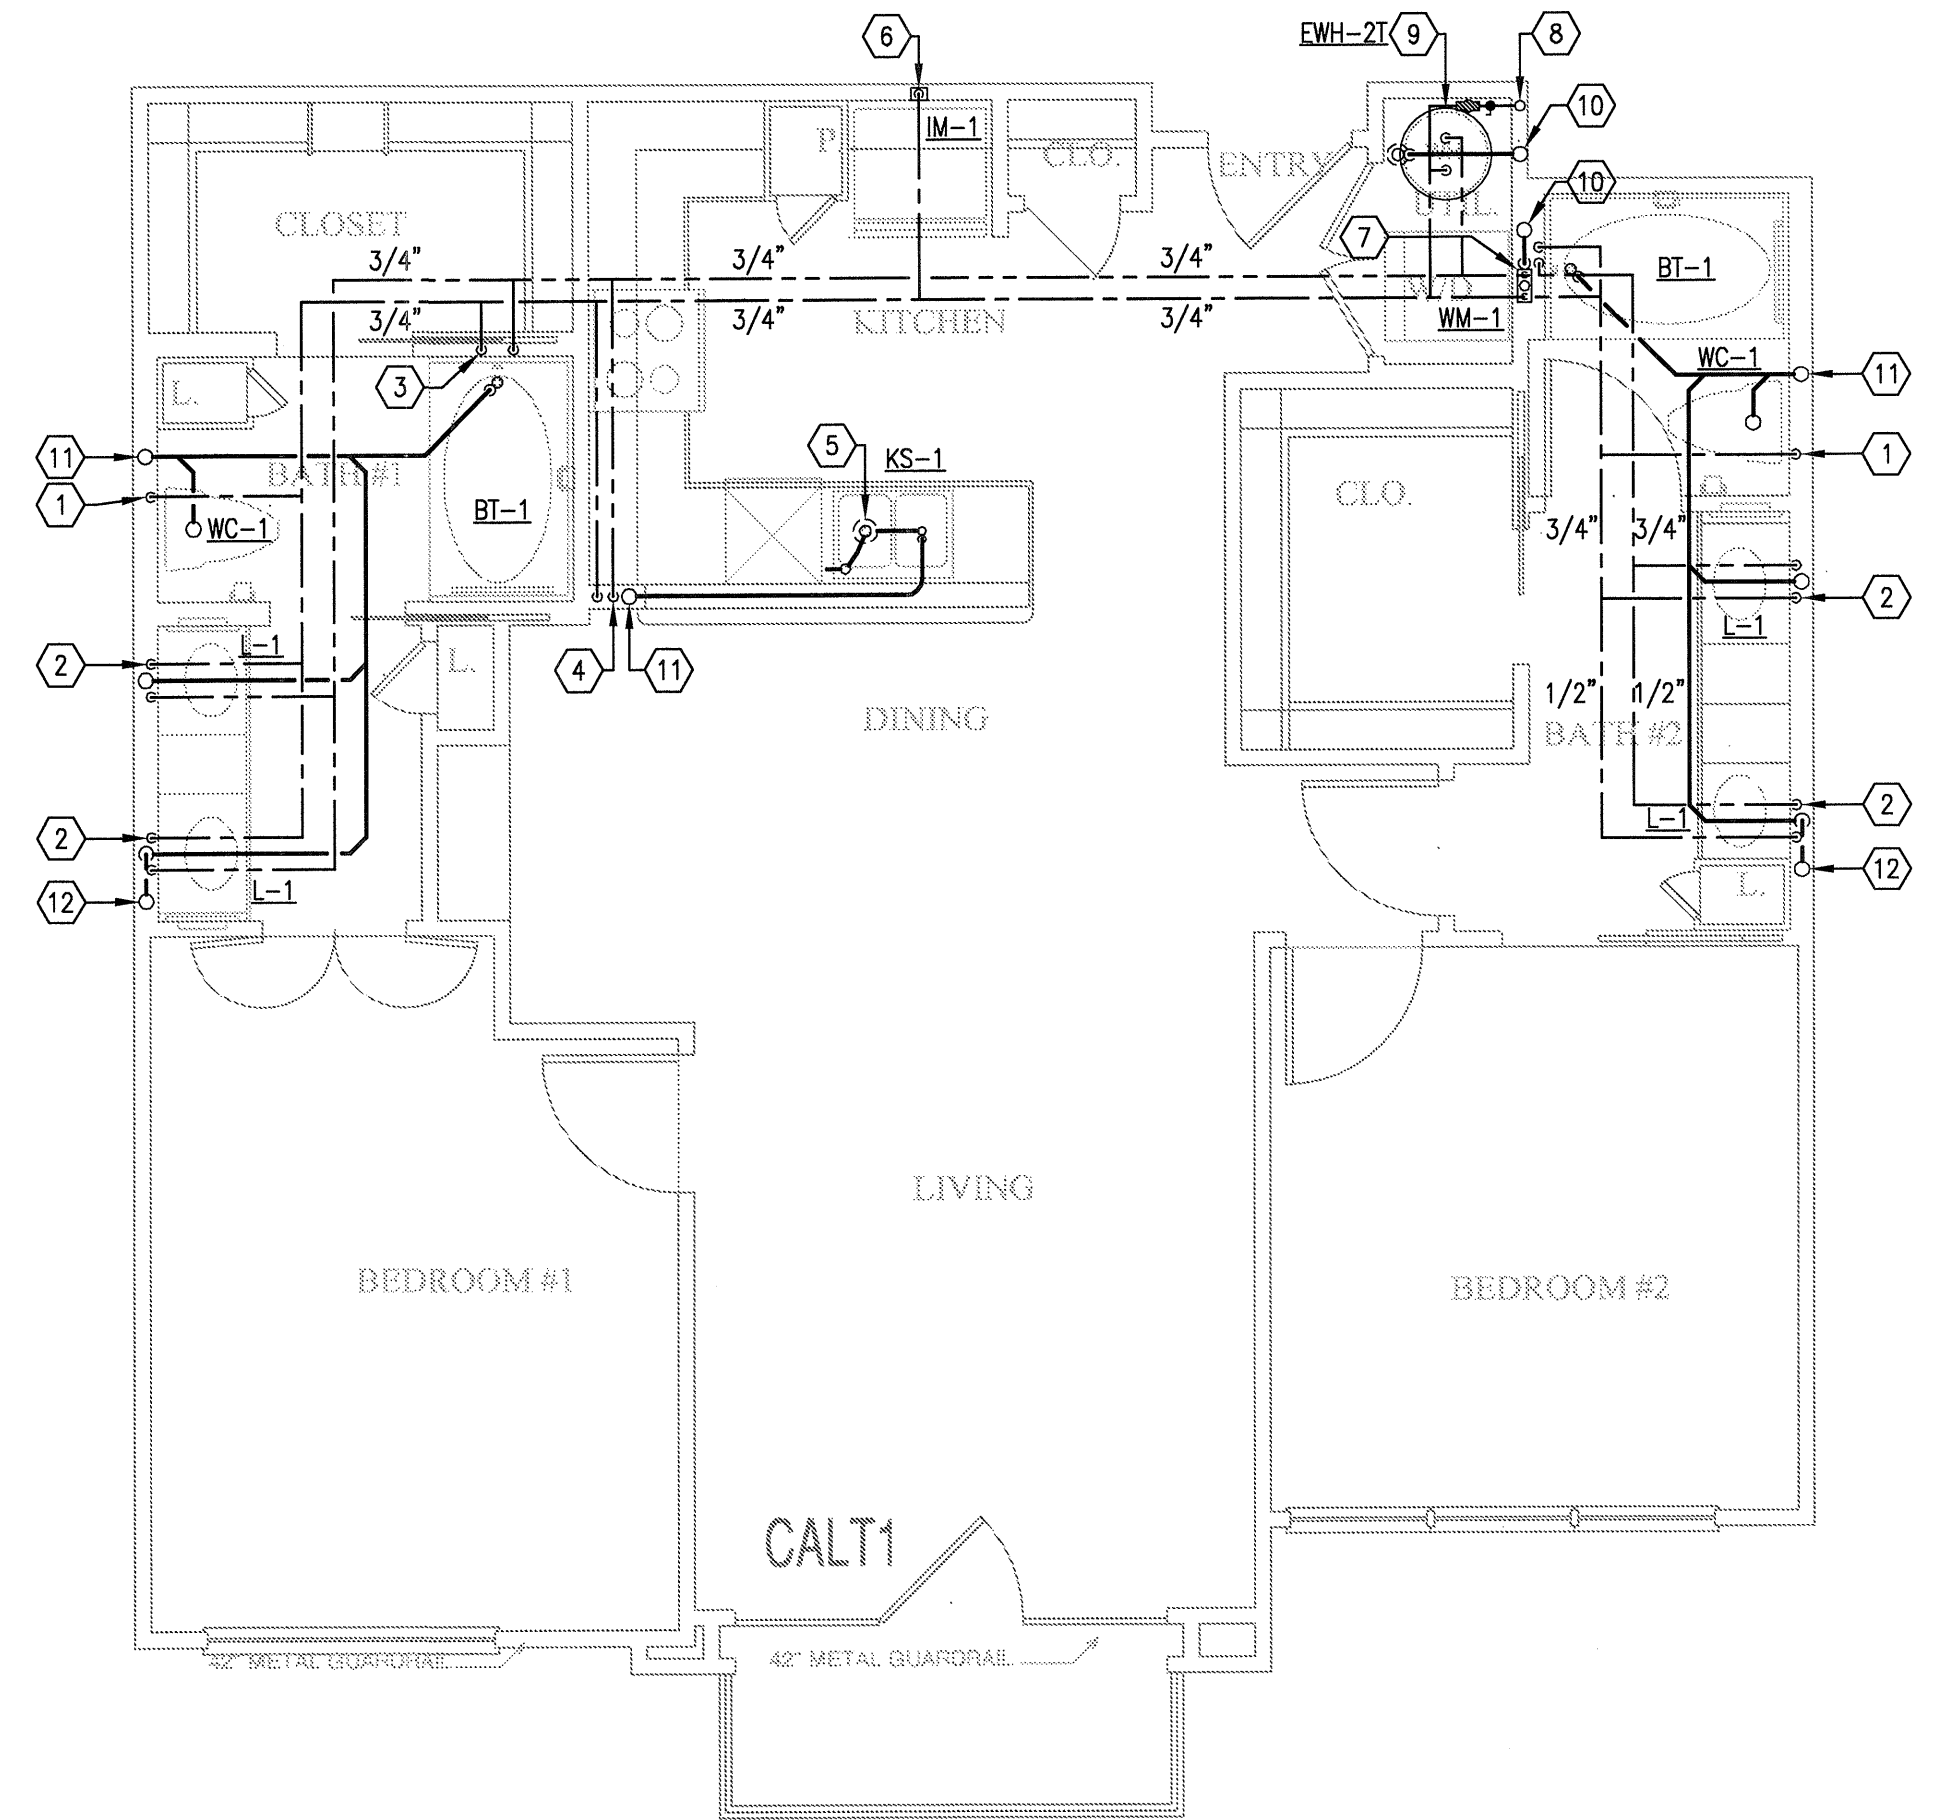 6
EWH-2T 9
8
10
IM-1
P.
CLO.
ENTRY
10
UTIL.
CLOSET
3/4"
3/4"
3/4"
7
BT-1
3/4"
3/4"
KITCHEN
3/4"
W/D
WM-1
3
WC-1
11
L.
5
KS-1
11
BATH #1
1
1
CLO.
WC-1
BT-1
3/4"
3/4"
2
L-1
L-1
2
L.
4
11
1/2"
1/2"
DINING
BATH #2
2
2
L-1
L-1
12
12
L.
LIVING
BEDROOM #1
BEDROOM #2
CALT1
42" METAL GUARDRAIL
42" METAL GUARDRAIL